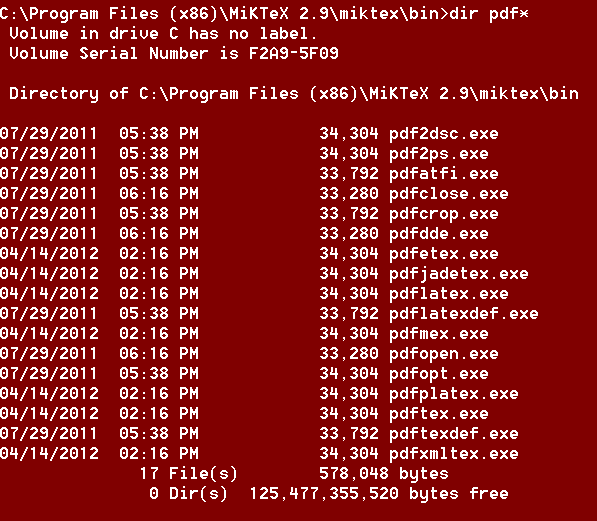 C:\Program Files (x86)\MiKTeX 2.9\miktex\bin>dir pdf*
 Volume in drive C has no label.
 Volume Serial Number is F2A9-5F09

 Directory of C:\Program Files (x86)\MiKTeX 2.9\miktex\bin

07/29/2011  05:38 PM            34,304 pdf2dsc.exe
07/29/2011  05:38 PM            34,304 pdf2ps.exe
07/29/2011  05:38 PM            33,792 pdfatfi.exe
07/29/2011  06:16 PM            33,280 pdfclose.exe
07/29/2011  05:38 PM            33,792 pdfcrop.exe
07/29/2011  06:16 PM            33,280 pdfdde.exe
04/14/2012  02:16 PM            34,304 pdfetex.exe
04/14/2012  02:16 PM            34,304 pdfjadetex.exe
04/14/2012  02:16 PM            34,304 pdflatex.exe
07/29/2011  05:38 PM            33,792 pdflatexdef.exe
04/14/2012  02:16 PM            34,304 pdfmex.exe
07/29/2011  06:16 PM            33,280 pdfopen.exe
07/29/2011  05:38 PM            34,304 pdfopt.exe
04/14/2012  02:16 PM            34,304 pdfplatex.exe
04/14/2012  02:16 PM            34,304 pdftex.exe
07/29/2011  05:38 PM            33,792 pdftexdef.exe
04/14/2012  02:16 PM            34,304 pdfxmltex.exe
              17 File(s)        578,048 bytes
               0 Dir(s)  125,477,355,520 bytes free